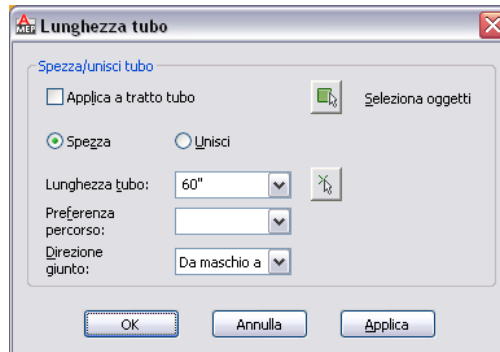 MEP Lunghezza tubo
Spezza/unisci tubo
Applica a tratto tubo Seleziona oggetti
Spezza Unisci
Lunghezza tubo: 60"
Preferenza
percorso:
Direzione
giunto: Da maschio a
OK Annulla Applica